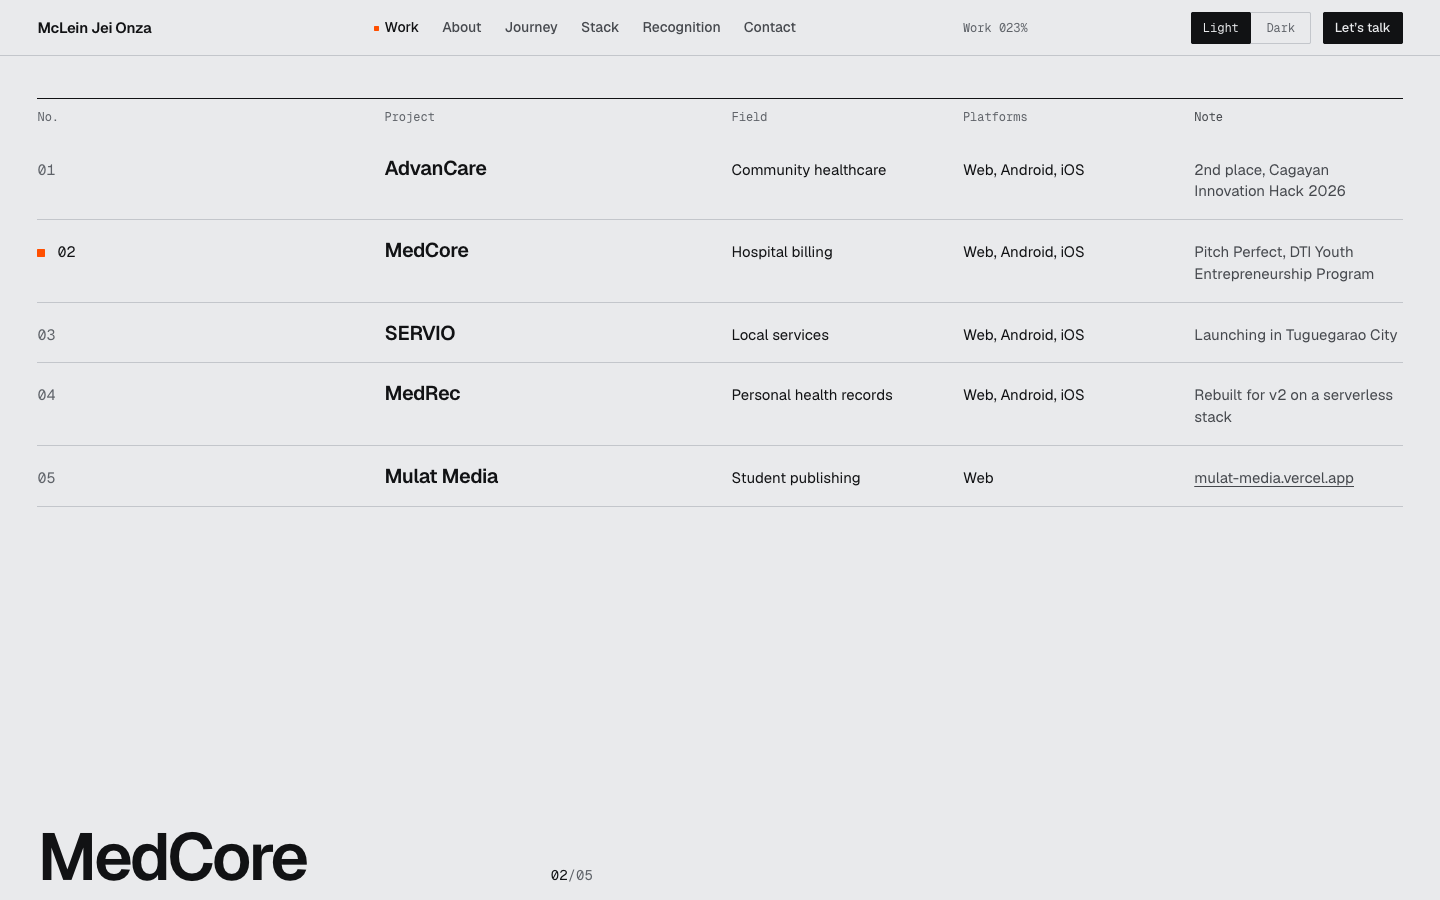 McLein Jei Onza
Work About Journey Stack Recognition Contact
Work 023%
Light Dark
Let's talk
No. Project Field Platforms Note
01 AdvanCare Community healthcare Web, Android, iOS 2nd place, Cagayan
Innovation Hack 2026
02 MedCore Hospital billing Web, Android, iOS Pitch Perfect, DTI Youth
Entrepreneurship Program
03 SERVIO Local services Web, Android, iOS Launching in Tuguegarao City
04 MedRec Personal health records Web, Android, iOS Rebuilt for v2 on a serverless
stack
05 Mulat Media Student publishing Web mulat-media.vercel.app
MedCore 02/05